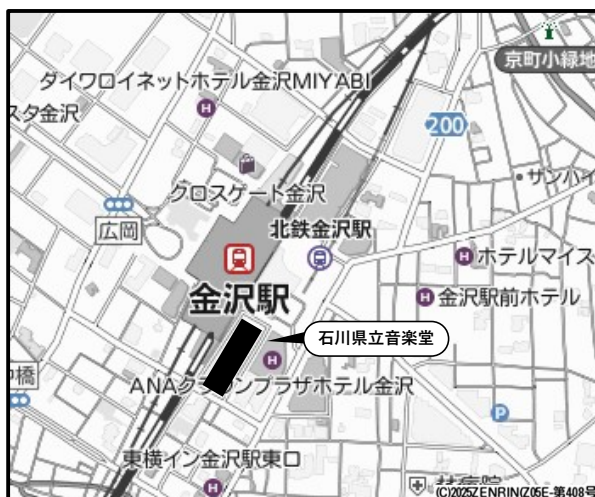 ダイワロイネットホテル金沢MIYABI
京町小緑地
スタ金沢
200
クロスゲート金沢
サンハイ
広岡
北鉄金沢駅
ホテルマイス
金沢駅
金沢駅前ホテル
石川県立音楽堂
中橋
ANAクラウンプラザホテル金沢
P
東横イン金沢駅東口
(C)2025ZENRIN(Z05E-第408号)